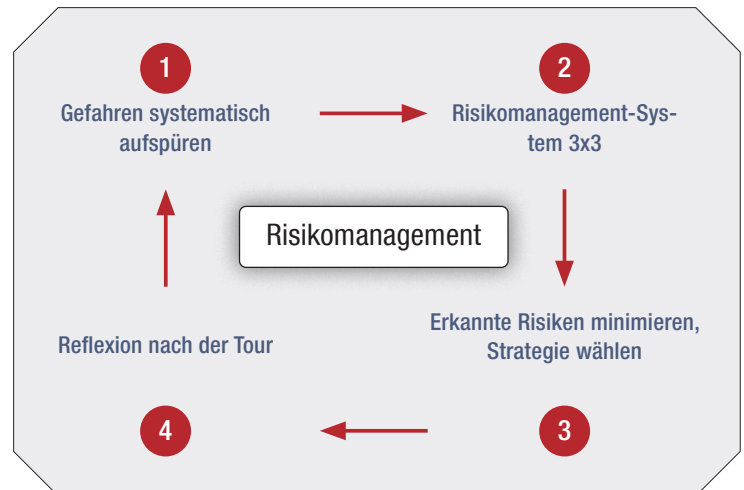 1
Gefahren systematisch
aufspüren
2
Risikomanagement-Sys-
tem 3x3
Risikomanagement
Erkannte Risiken minimieren,
Strategie wählen
3
Reflexion nach der Tour
4